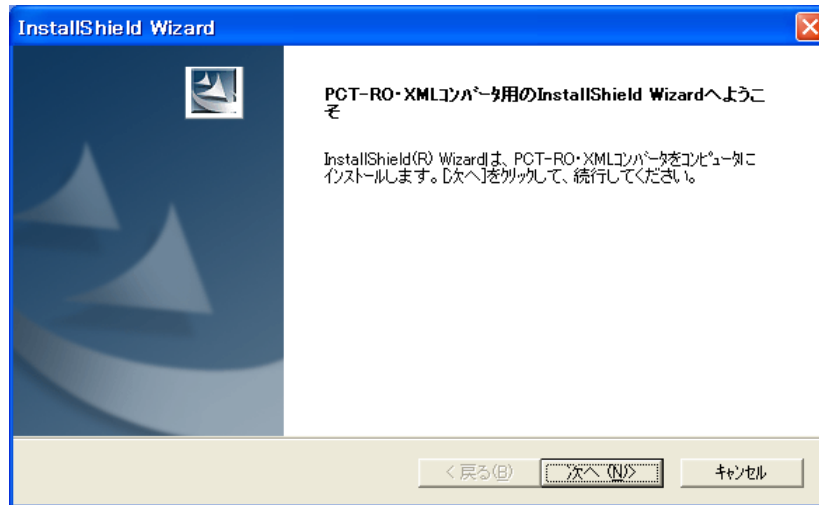 InstallShield Wizard
PCT-RO・XMLコンバータ用のInstallShield Wizardへようこ
そ
InstallShield(R) Wizardは、PCT-RO・XMLコンバータをコンピュータに
インストールします。[次へ]をクリックして、続行してください。
< 戻る(B)
次へ (N)>
キャンセル